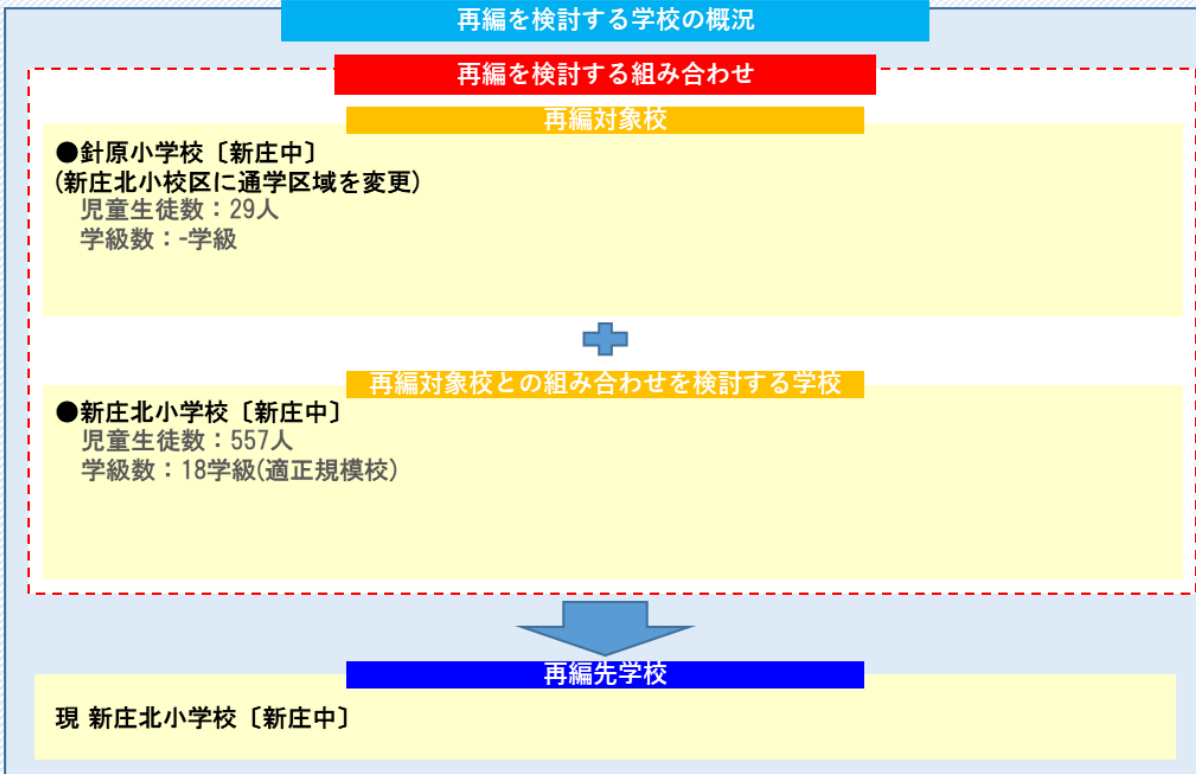 再編を検討する学校の概況
再編を検討する組み合わせ
再編対象校
●針原小学校〔新庄中〕
(新庄北小校区に通学区域を変更)
児童生徒数：29人
学級数：-学級
再編対象校との組み合わせを検討する学校
●新庄北小学校〔新庄中〕
児童生徒数：557人
学級数：18学級(適正規模校)
再編先学校
現 新庄北小学校〔新庄中〕